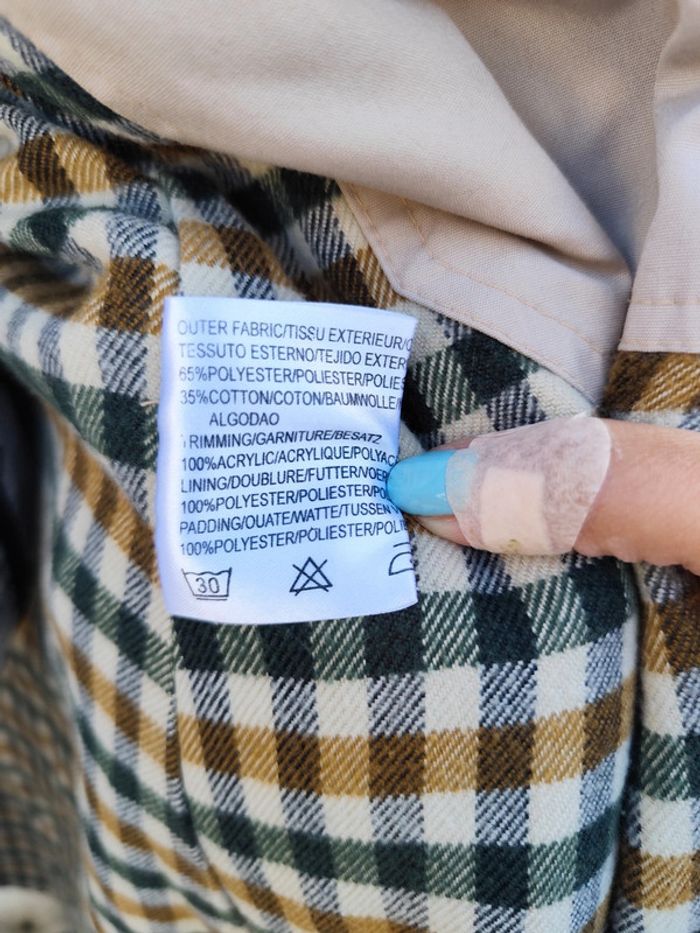 OUTER FABRIC/TISSU EXTERIEUR/
TESSUTO ESTERNO/TEJIDO EXTER
65%POLYESTER/POLIESTER/POLIES
35%COTTON/COTON/BAUMWOLLE/
ALGODAO
TRIMMING/GARNITURE/BESATZ
100%ACRYLIC/ACRYLIQUE/POLYAC
LINING/DOUBLURE/FUTTER/VOER
100%POLYESTER/POLIESTER/PO
PADDING/OUATE/WATTE/TUSSEN
100%POLYESTER/POLIESTER/POL
30